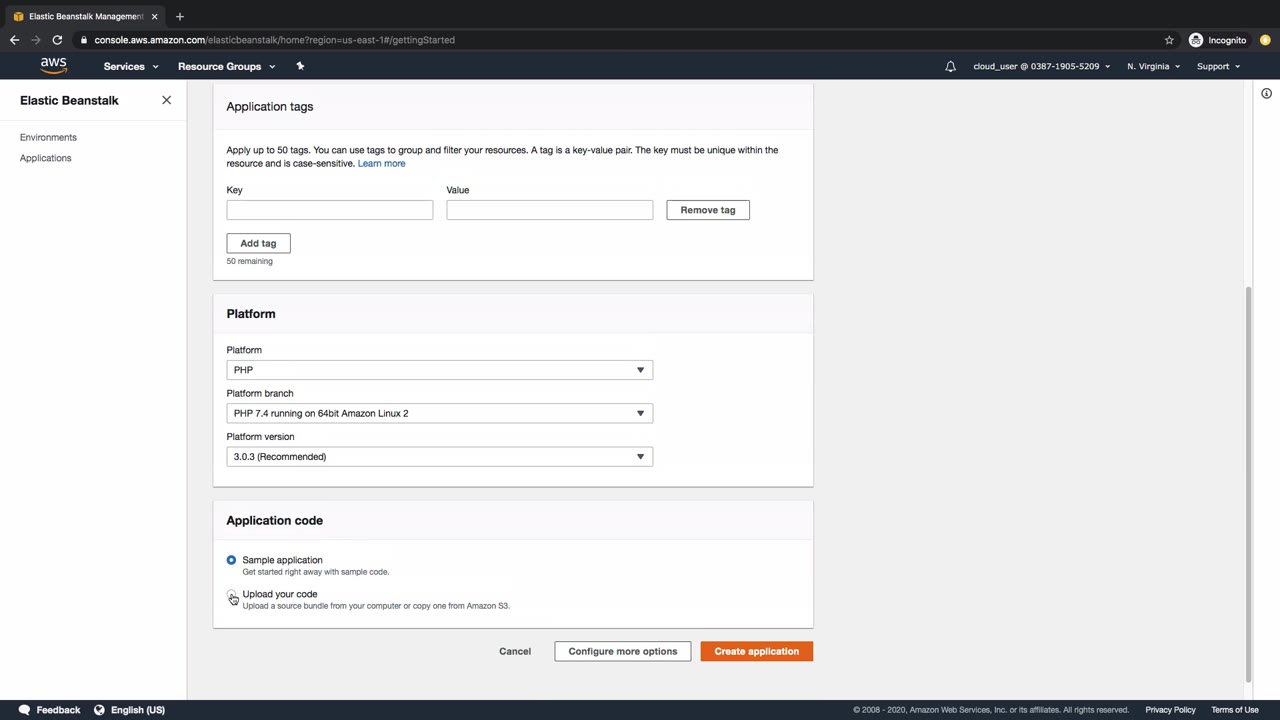 Elastic Beanstalk Management
console.aws.amazon.com/elasticbeanstalk/home?region=us-east-1#/gettingStarted
Incognito
aws
Services
Resource Groups
cloud_user @ 0387-1905-5209
N. Virginia
Support
Elastic Beanstalk
Environments
Applications
Application tags
Apply up to 50 tags. You can use tags to group and filter your resources. A tag is a key-value pair. The key must be unique within the
resource and is case-sensitive. Learn more
Key
Value
Remove tag
Add tag
50 remaining
Platform
Platform
PHP
Platform branch
PHP 7.4 running on 64bit Amazon Linux 2
Platform version
3.0.3 (Recommended)
Application code
Sample application
Get started right away with sample code.
Upload your code
Upload a source bundle from your computer or copy one from Amazon S3.
Cancel
Configure more options
Create application
Feedback
English (US)
© 2008 - 2020, Amazon Web Services, Inc. or its affiliates. All rights reserved.
Privacy Policy
Terms of Use